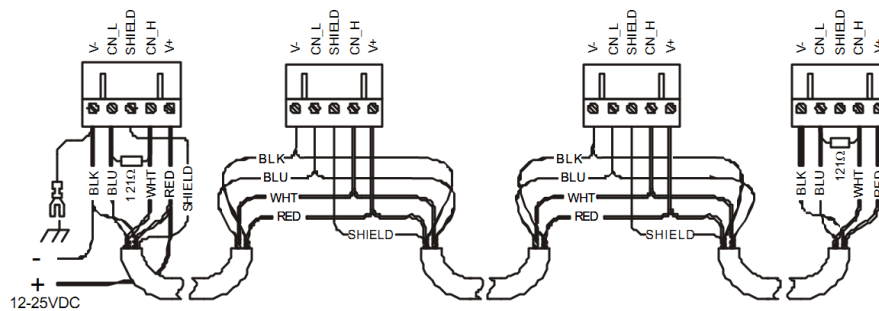 V- CN_L SHIELD CN_H V+
V- CN_L SHIELD CN_H V+
V- CN_L SHIELD CN_H V+
V- CN_L SHIELD CN_H V+
BLK BLU 121Ω WHT RED SHIELD
BLK
BLU
WHT
RED
SHIELD
BLK
BLU
WHT
RED
SHIELD
BLK BLU 121Ω WHT RED
-
+
12-25VDC